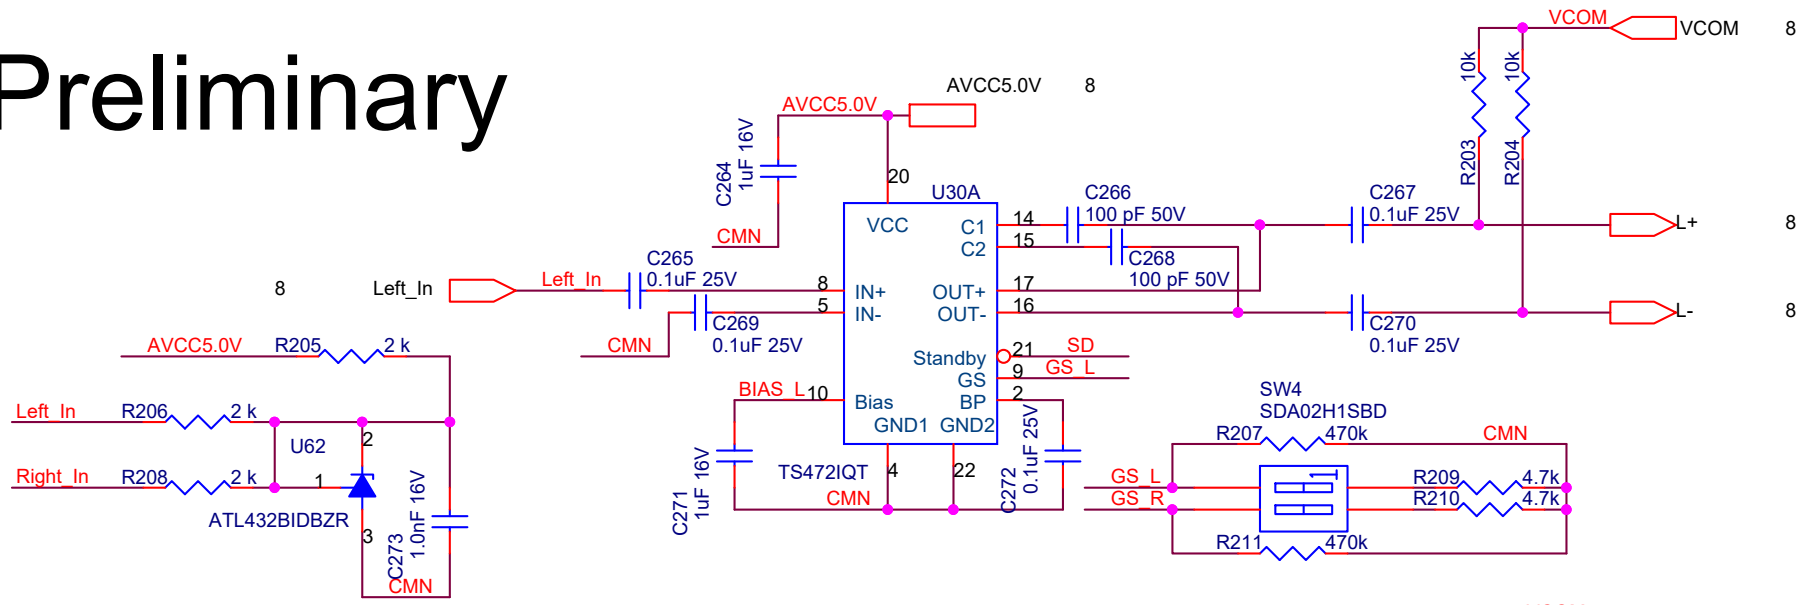 Preliminary
VCOM
VCOM 8
10k
10k
R203
R204
AVCC5.0V 8
AVCC5.0V
C264
1uF 16V
CMN
20
U30A
VCC
C1
C2
14
15
C266
100 pF 50V
C268
100 pF 50V
C267
0.1uF 25V
L+ 8
8 Left_In
Left_In
C265
0.1uF 25V
8
5
IN+
IN-
OUT+
OUT-
17
16
C269
0.1uF 25V
CMN
C270
0.1uF 25V
L- 8
AVCC5.0V R205 2 k
Standby
21
SD
GS
9
GS_L
BP
2
BIAS_L
10
Bias
GND1 GND2
Left_In R206 2 k
U62
2
Right_In R208 2 k
1
ATL432BIDBZR
3
C273
1.0nF 16V
CMN
C271
1uF 16V
TS472IQT
4
22
CMN
C272
0.1uF 25V
SW4
SDA02H1SBD
R207 470k CMN
GS_L
GS_R
1
R209 4.7k
R210 4.7k
R211 470k